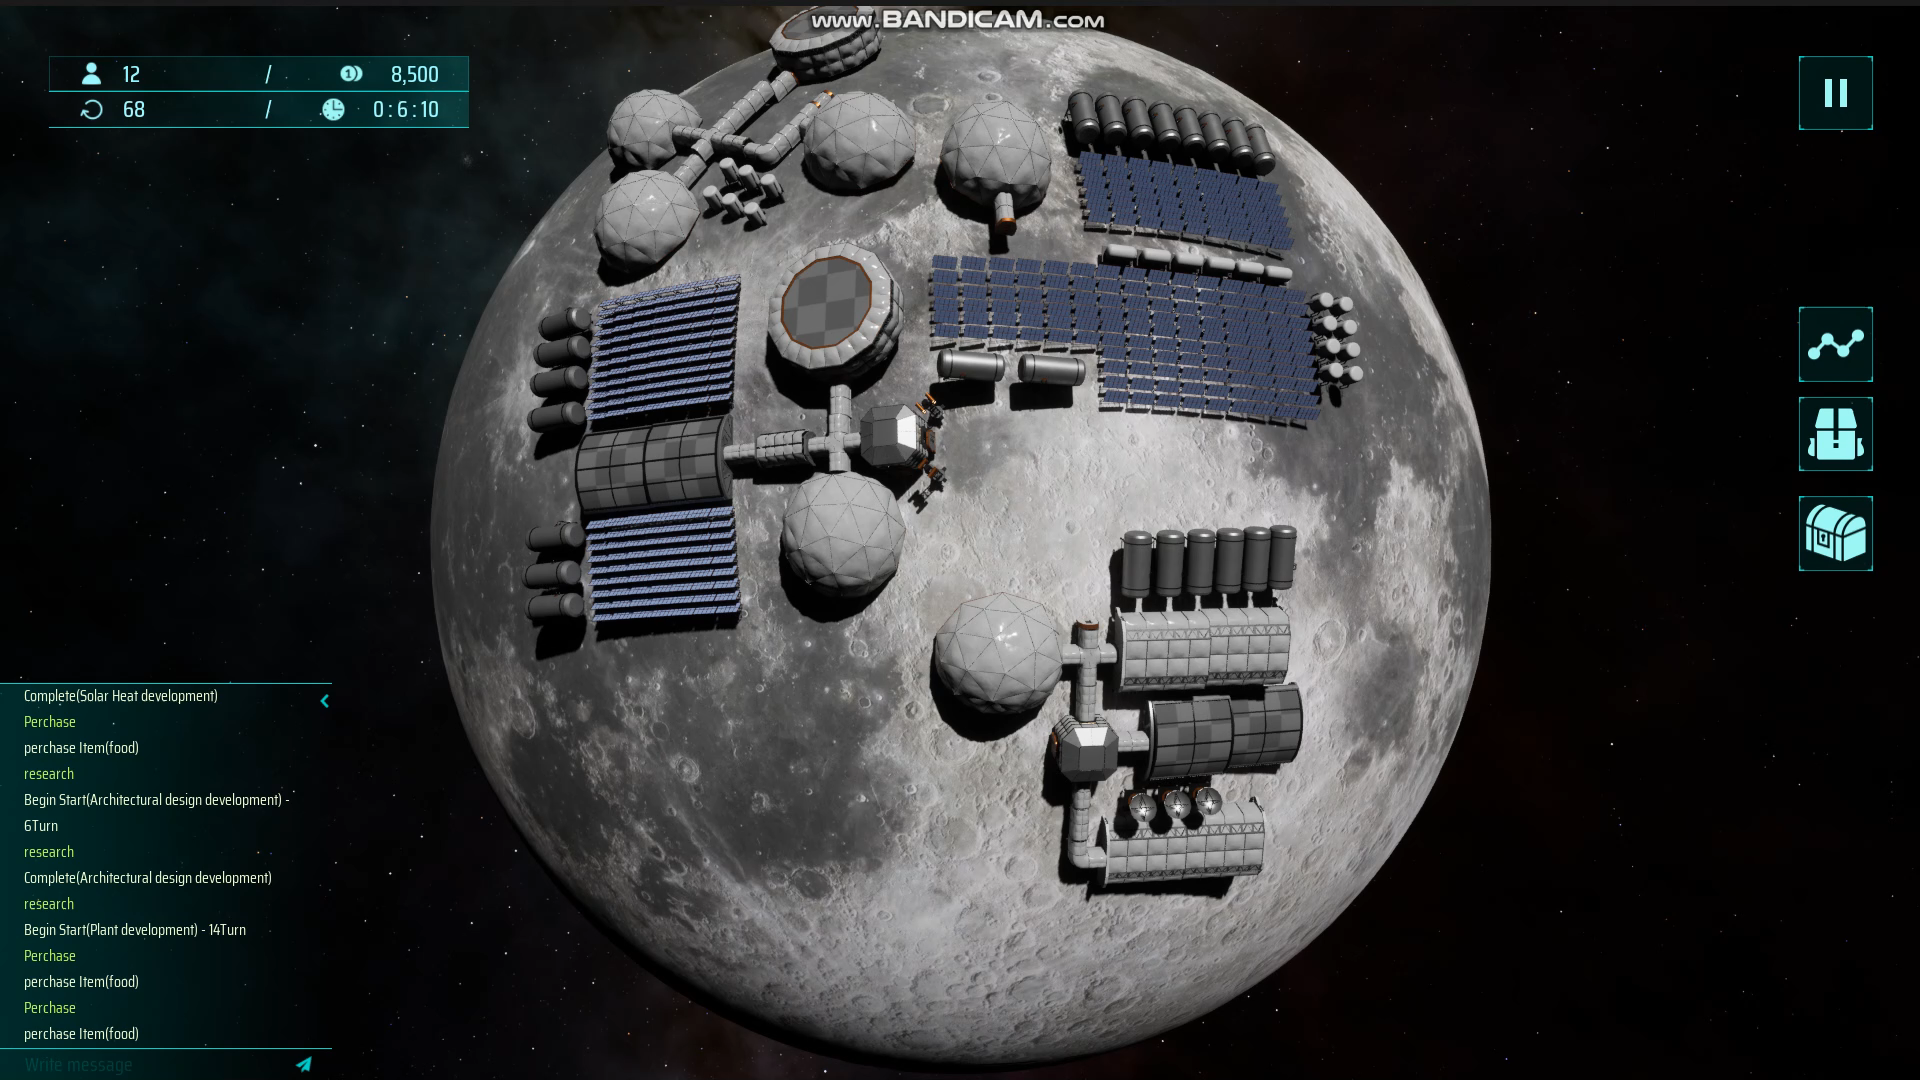 www.BANDICAM.com
12 / 8,500
68 / 0:6:10
Complete(Solar Heat development)
Perchase
perchase Item(food)
research
Begin Start(Architectural design development) -
6Turn
research
Complete(Architectural design development)
research
Begin Start(Plant development) - 14Turn
Perchase
perchase Item(food)
Perchase
perchase Item(food)
Write message